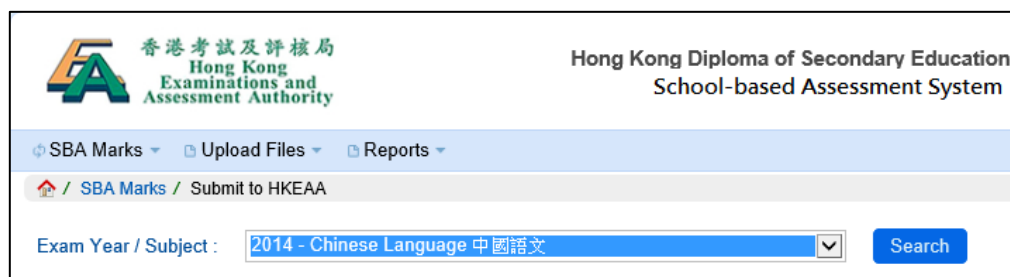 香港考試及評核局
Hong Kong
Examinations and
Assessment Authority
Hong Kong Diploma of Secondary Education
School-based Assessment System
SBA Marks Upload Files Reports
/ SBA Marks / Submit to HKEAA
Exam Year / Subject : 2014 - Chinese Language 中國語文 Search